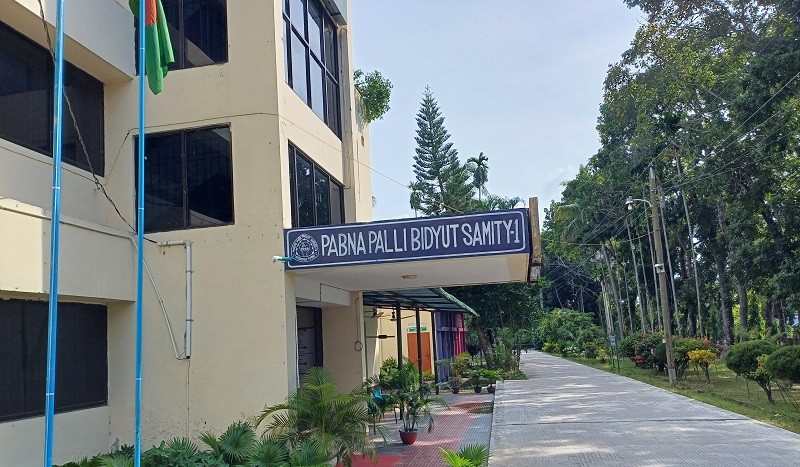 PABNA PALLI BIDYUT SAMITY-1